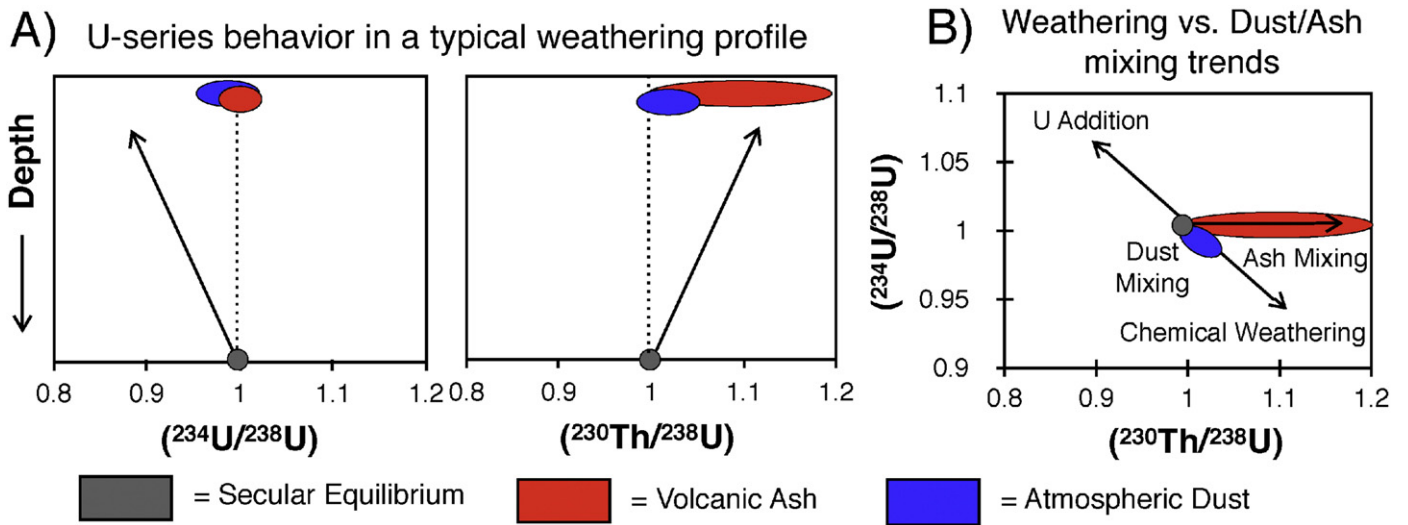 A) U-series behavior in a typical weathering profile
Depth
0.8 0.9 1 1.1 1.2
(²³⁴U/²³⁸U)
0.8 0.9 1 1.1 1.2
(²³⁰Th/²³⁸U)
B) Weathering vs. Dust/Ash
mixing trends
(²³⁴U/²³⁸U)
1.1
1.05
1
0.95
0.9
U Addition
Dust
Mixing
Ash Mixing
Chemical Weathering
0.8 0.9 1 1.1 1.2
(²³⁰Th/²³⁸U)
= Secular Equilibrium
= Volcanic Ash
= Atmospheric Dust